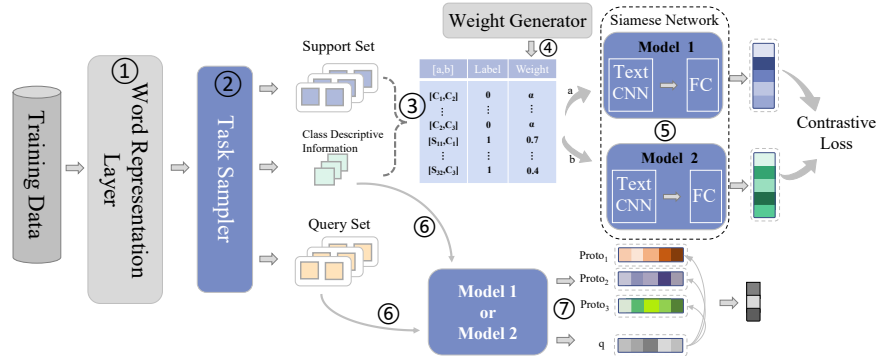 Weight Generator
④
Siamese Network
Support Set
③
[a,b] Label Weight
[C₁,C₂] 0 α
⋮ ⋮ ⋮
[C₂,C₃] 0 α
[S₁₁,C₁] 1 0.7
⋮ ⋮ ⋮
[S₃₂,C₃] 1 0.4
a
b
Model 1
Text
CNN
FC
⑤
Model 2
Text
CNN
FC
Contrastive
Loss
Training Data
①
Word Representation
Layer
②
Task Sampler
Class Descriptive
Information
Query Set
⑥
⑥
Model 1
or
Model 2
⑦
Proto₁
Proto₂
Proto₃
q